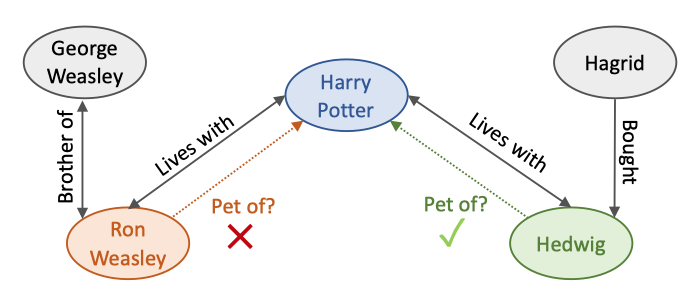 George
Weasley
Harry
Potter
Hagrid
Brother of
Lives with
Lives with
Bought
Pet of?
Pet of?
Ron
Weasley
Hedwig